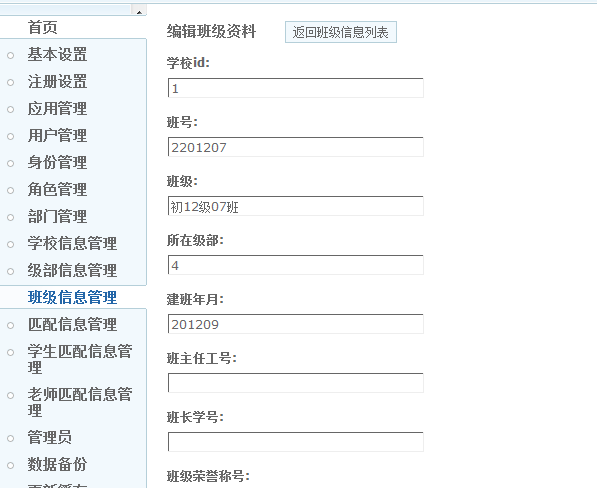 首页
基本设置
注册设置
应用管理
用户管理
身份管理
角色管理
部门管理
学校信息管理
级部信息管理
班级信息管理
匹配信息管理
学生匹配信息管
理
老师匹配信息管
理
管理员
数据备份
更新缓存
编辑班级资料 返回班级信息列表
学校id:
1
班号:
2201207
班级:
初12级07班
所在级部:
4
建班年月:
201209
班主任工号:
班长学号:
班级荣誉称号: